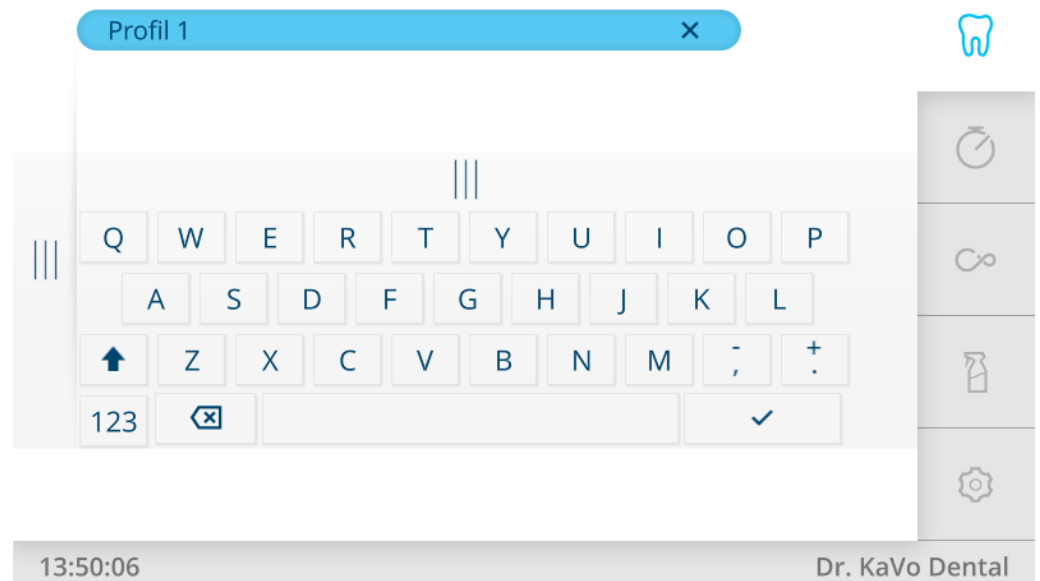 Profil 1
Q W E R T Y U I O P
A S D F G H J K L
Z X C V B N M - , + .
123
13:50:06 Dr. KaVo Dental